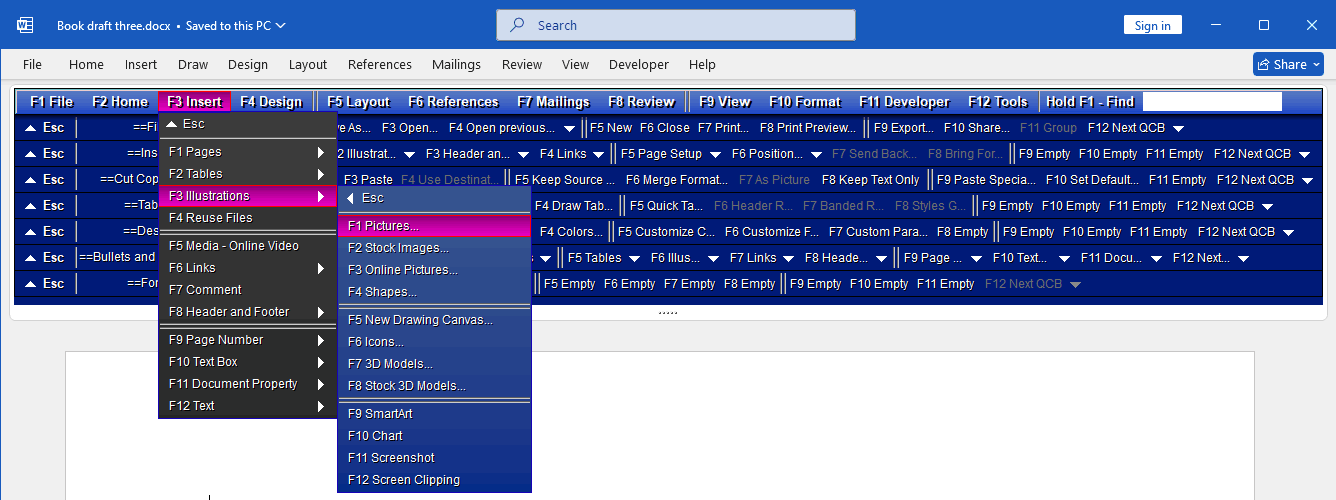 Book draft three.docx • Saved to this PC
Search
Sign in
File Home Insert Draw Design Layout References Mailings Review View Developer Help
Share
F1 File F2 Home F3 Insert F4 Design F5 Layout F6 References F7 Mailings F8 Review F9 View F10 Format F11 Developer F12 Tools Hold F1 - Find
Esc ==Fi ve As... F3 Open... F4 Open previous... F5 New F6 Close F7 Print... F8 Print Preview... F9 Export... F10 Share... F11 Group F12 Next QCB
Esc ==Ins 2 Illustrat... F3 Header an... F4 Links F5 Page Setup F6 Position... F7 Send Back... F8 Bring For... F9 Empty F10 Empty F11 Empty F12 Next QCB
Esc ==Cut Cop F3 Paste F4 Use Destinat... F5 Keep Source ... F6 Merge Format... F7 As Picture F8 Keep Text Only F9 Paste Specia... F10 Set Default... F11 Empty F12 Next QCB
Esc ==Tab F4 Draw Tab... F5 Quick Ta... F6 Header R... F7 Banded R... F8 Styles G... F9 Empty F10 Empty F11 Empty F12 Next QCB
Esc ==Des F4 Colors... F5 Customize C... F6 Customize F... F7 Custom Para... F8 Empty F9 Empty F10 Empty F11 Empty F12 Next QCB
Esc ==Bullets and s F5 Tables F6 Illus... F7 Links F8 Heade... F9 Page ... F10 Text... F11 Docu... F12 Next...
Esc ==For F5 Empty F6 Empty F7 Empty F8 Empty F9 Empty F10 Empty F11 Empty F12 Next QCB
Esc
F1 Pages
F2 Tables
F3 Illustrations
F4 Reuse Files
F5 Media - Online Video
F6 Links
F7 Comment
F8 Header and Footer
F9 Page Number
F10 Text Box
F11 Document Property
F12 Text
Esc
F1 Pictures...
F2 Stock Images...
F3 Online Pictures...
F4 Shapes...
F5 New Drawing Canvas...
F6 Icons...
F7 3D Models...
F8 Stock 3D Models...
F9 SmartArt
F10 Chart
F11 Screenshot
F12 Screen Clipping